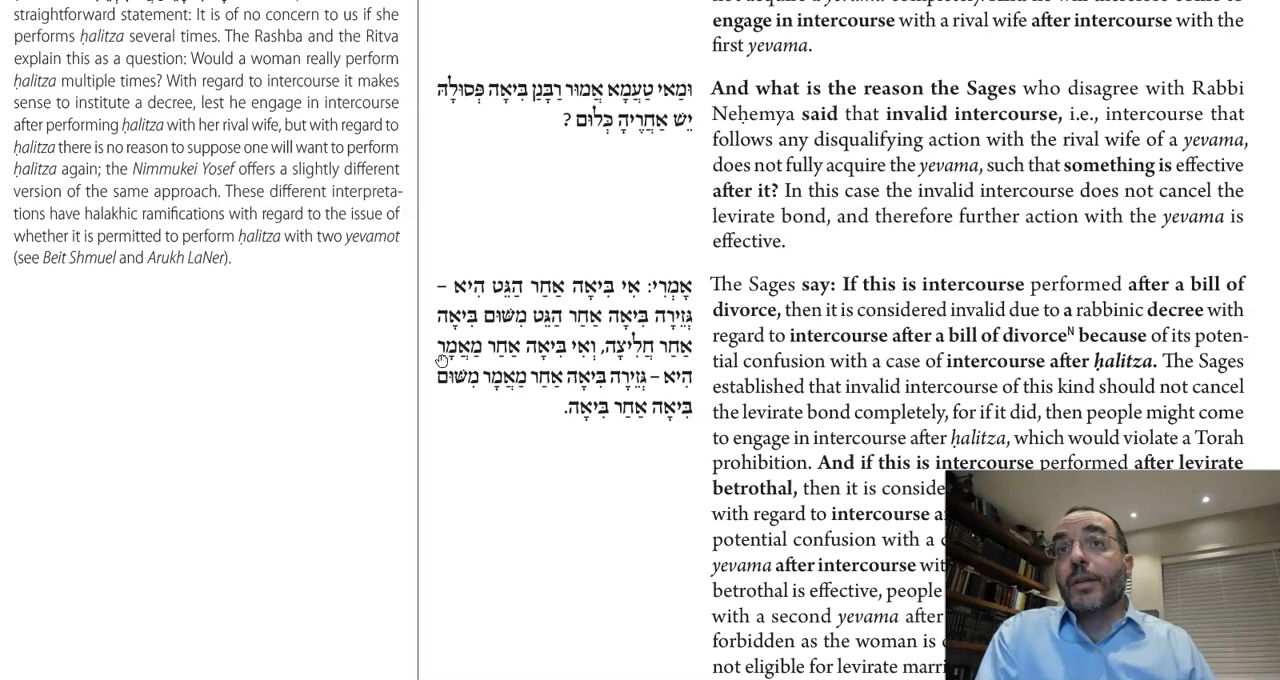 straightforward statement: It is of no concern to us if she
performs ḥalitza several times. The Rashba and the Ritva
explain this as a question: Would a woman really perform
ḥalitza multiple times? With regard to intercourse it makes
sense to institute a decree, lest he engage in intercourse
after performing ḥalitza with her rival wife, but with regard to
ḥalitza there is no reason to suppose one will want to perform
ḥalitza again; the Nimmukei Yosef offers a slightly different
version of the same approach. These different interpreta-
tions have halakhic ramifications with regard to the issue of
whether it is permitted to perform ḥalitza with two yevamot
(see Beit Shmuel and Arukh LaNer).
וּמַאי טַעְמָא אֲמוּר רַבָּנַן בִּיאָה פְּסוּלָהּ
יֵשׁ אַחֲרֶיהָ כְּלוּם ?
אָמְרִי: אִי בִּיאָה אַחַר הַגֵּט הִיא –
גְּזֵירָה בִּיאָה אַחַר הַגֵּט מִשּׁוּם בִּיאָה
אַחַר חֲלִיצָה, וְאִי בִּיאָה אַחַר מַאֲמָר
הִיא – גְּזֵירָה בִּיאָה אַחַר מַאֲמָר מִשּׁוּם
בִּיאָה אַחַר בִּיאָה.
engage in intercourse with a rival wife after intercourse with the
first yevama.
And what is the reason the Sages who disagree with Rabbi
Neḥemya said that invalid intercourse, i.e., intercourse that
follows any disqualifying action with the rival wife of a yevama,
does not fully acquire the yevama, such that something is effective
after it? In this case the invalid intercourse does not cancel the
levirate bond, and therefore further action with the yevama is
effective.
The Sages say: If this is intercourse performed after a bill of
divorce, then it is considered invalid due to a rabbinic decree with
regard to intercourse after a bill of divorceᴺ because of its poten-
tial confusion with a case of intercourse after ḥalitza. The Sages
established that invalid intercourse of this kind should not cancel
the levirate bond completely, for if it did, then people might come
to engage in intercourse after ḥalitza, which would violate a Torah
prohibition. And if this is intercourse performed after levirate
betrothal, then it is
with regard to intercourse
potential confusion with a
yevama after intercourse
betrothal is effective, people
with a second yevama after
forbidden as the woman is
not eligible for levirate